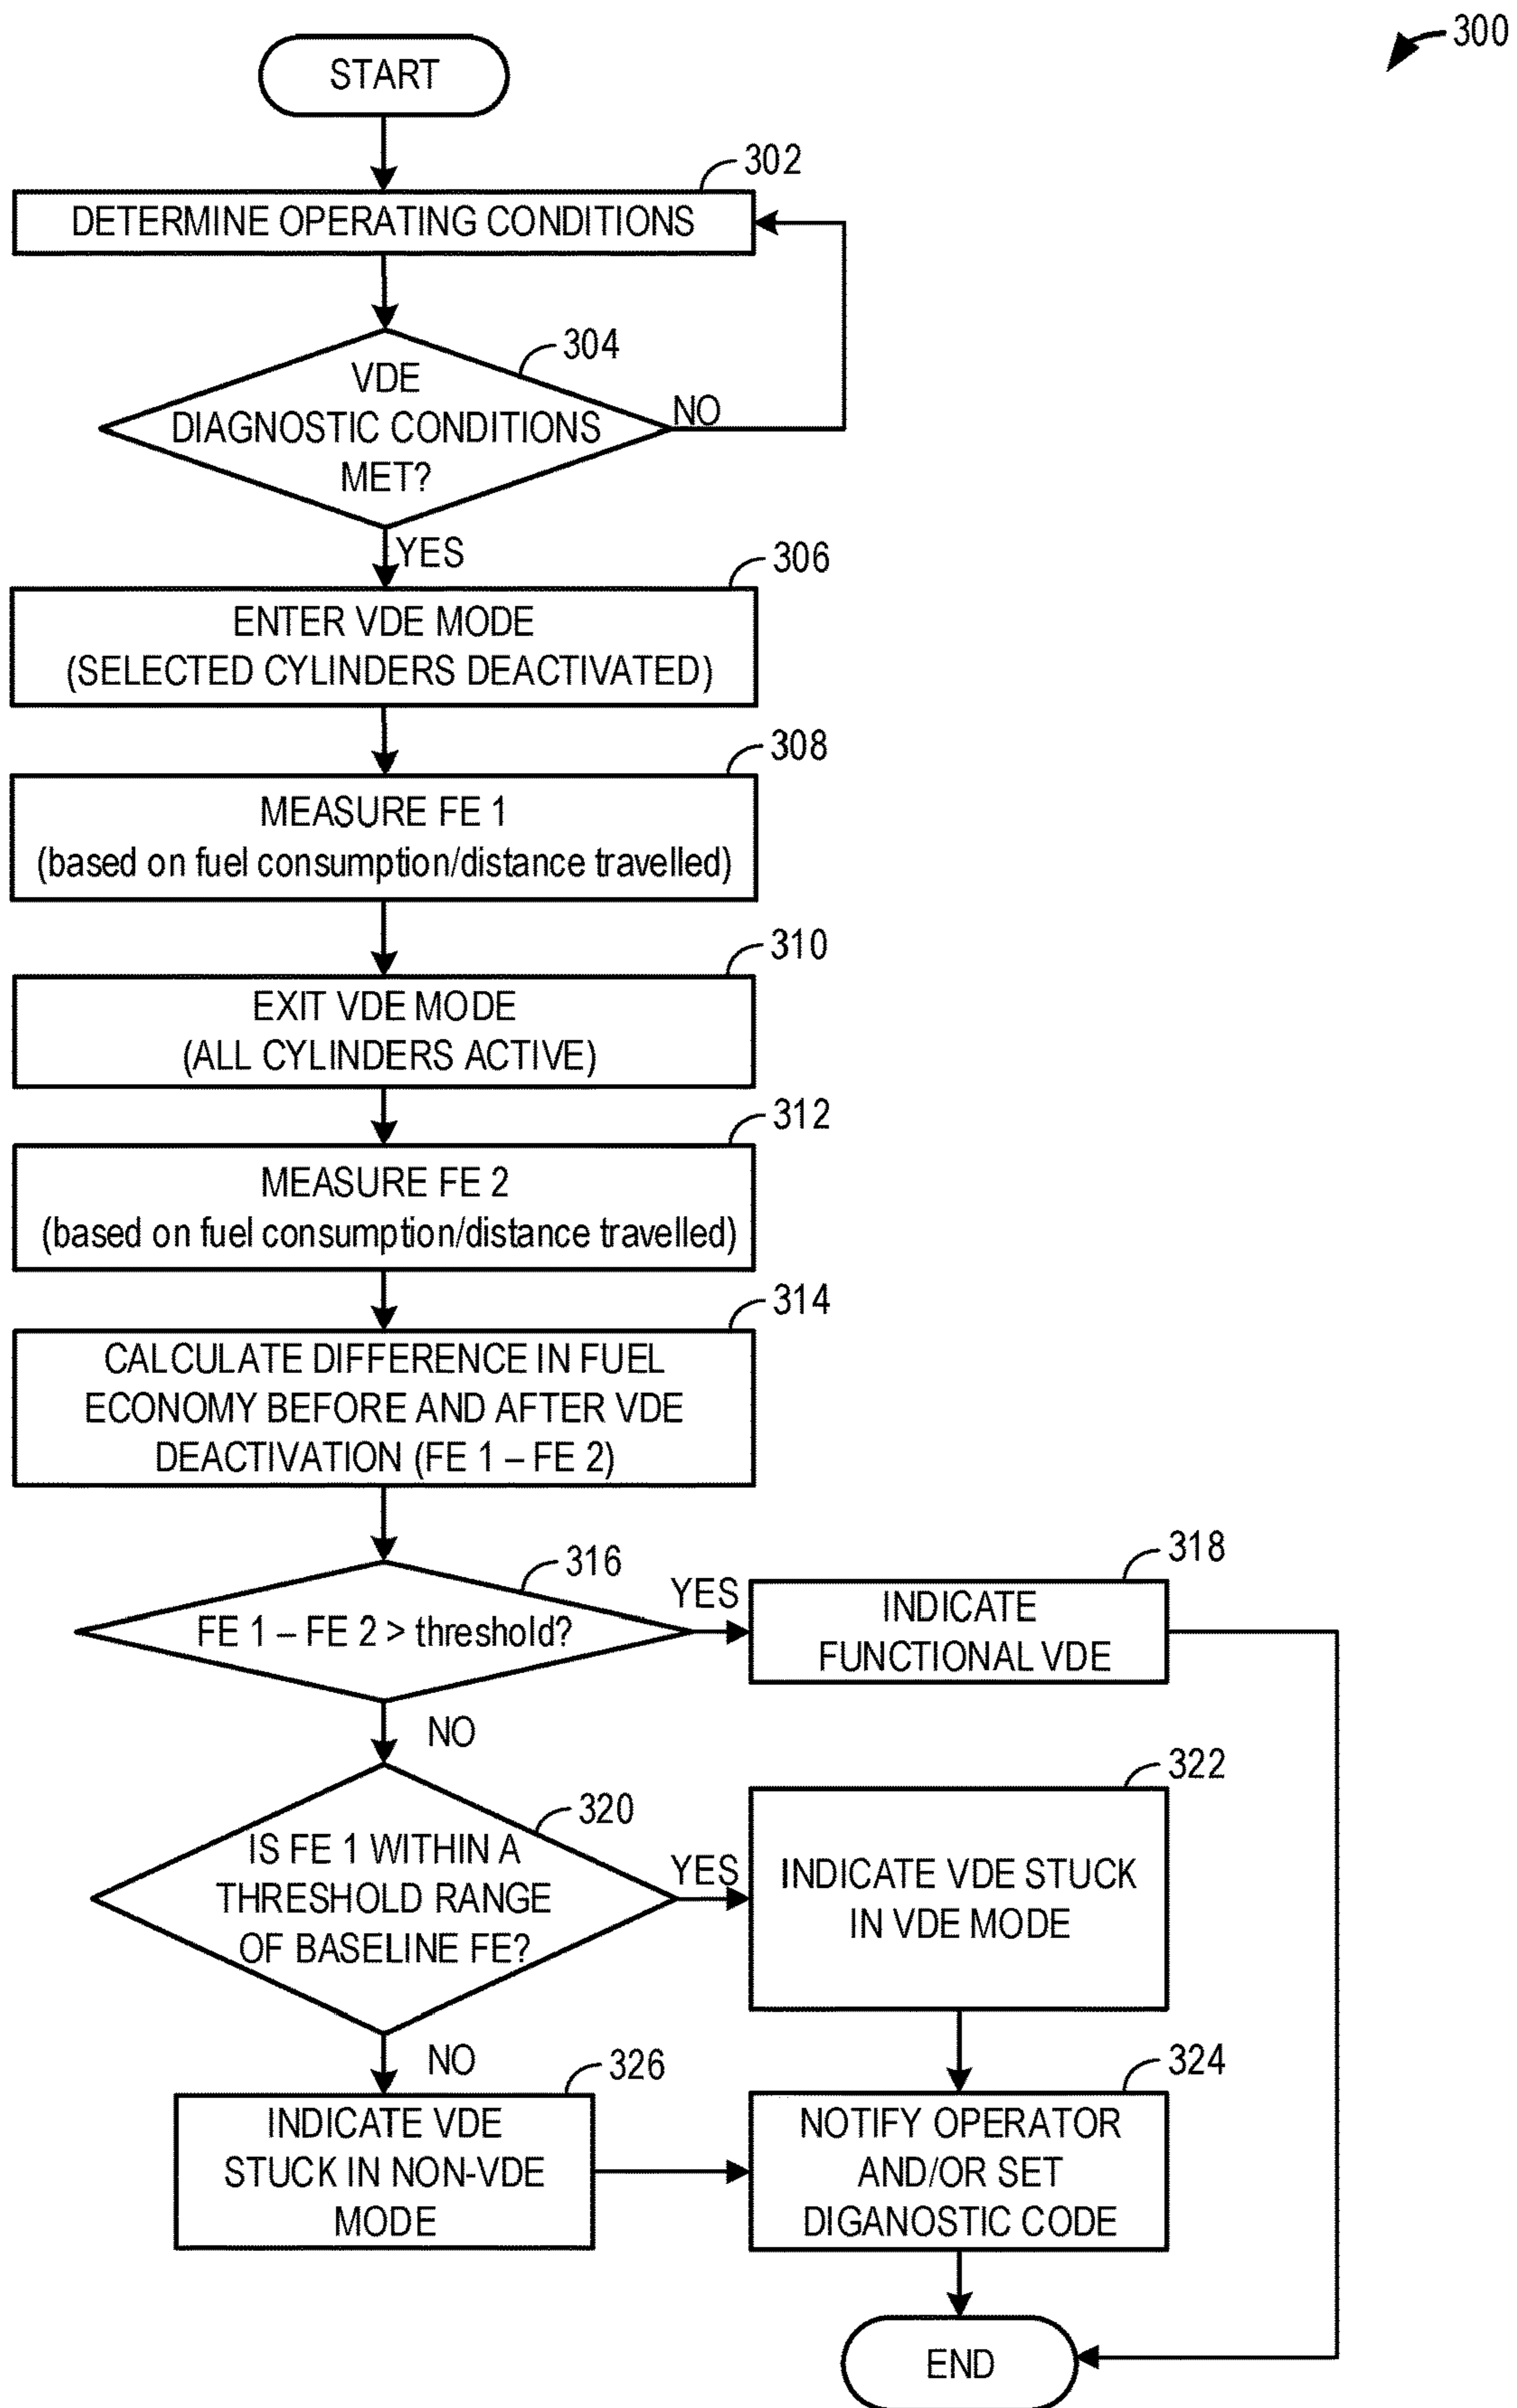 300
START
302
DETERMINE OPERATING CONDITIONS
304
VDE
DIAGNOSTIC CONDITIONS
MET?
NO
YES
306
ENTER VDE MODE
(SELECTED CYLINDERS DEACTIVATED)
308
MEASURE FE 1
(based on fuel consumption/distance travelled)
310
EXIT VDE MODE
(ALL CYLINDERS ACTIVE)
312
MEASURE FE 2
(based on fuel consumption/distance travelled)
314
CALCULATE DIFFERENCE IN FUEL
ECONOMY BEFORE AND AFTER VDE
DEACTIVATION (FE 1 – FE 2)
316
FE 1 – FE 2 > threshold?
YES
318
INDICATE
FUNCTIONAL VDE
NO
320
IS FE 1 WITHIN A
THRESHOLD RANGE
OF BASELINE FE?
YES
322
INDICATE VDE STUCK
IN VDE MODE
NO
326
INDICATE VDE
STUCK IN NON-VDE
MODE
324
NOTIFY OPERATOR
AND/OR SET
DIGANOSTIC CODE
END